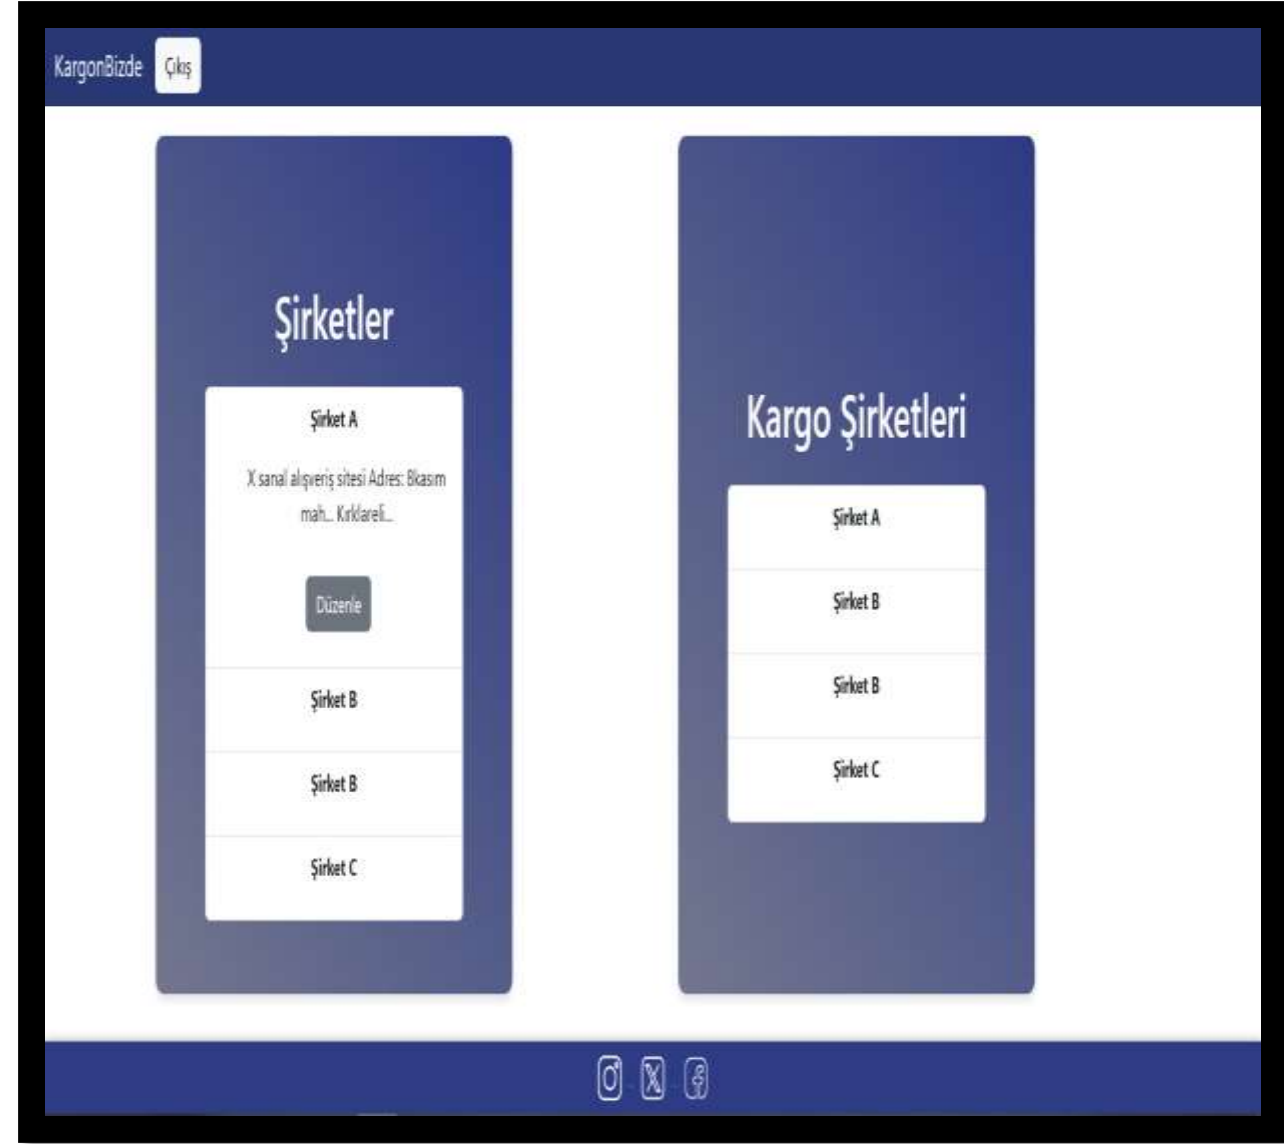 KargonBizde Çıkış
Şirketler
Şirket A
X sanal alışveriş sitesi Adres: Bkasım
mah... Kırklareli...
Düzenle
Şirket B
Şirket B
Şirket C
Kargo Şirketleri
Şirket A
Şirket B
Şirket B
Şirket C